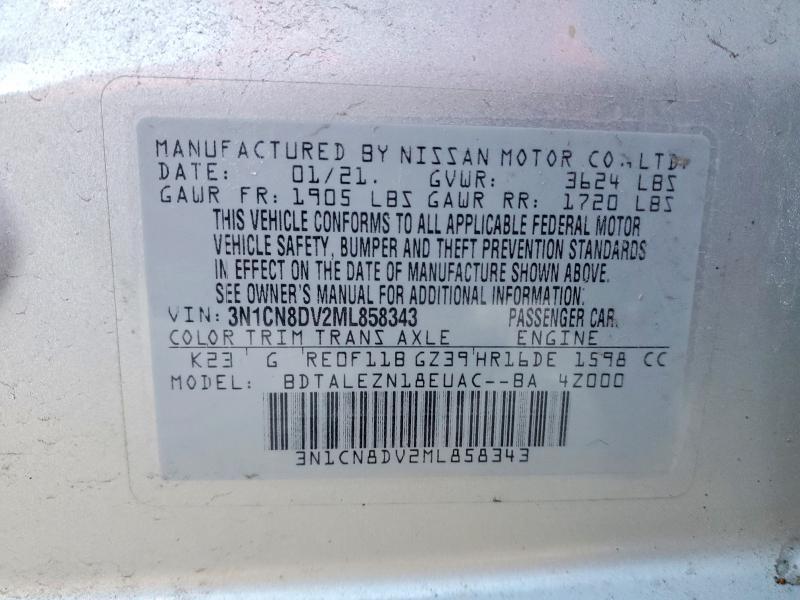 MANUFACTURED BY NISSAN MOTOR CO., LTD.
DATE: 01/21. GVWR: 3624 LBS
GAWR FR: 1905 LBS GAWR RR: 1720 LBS
THIS VEHICLE CONFORMS TO ALL APPLICABLE FEDERAL MOTOR
VEHICLE SAFETY, BUMPER AND THEFT PREVENTION STANDARDS
IN EFFECT ON THE DATE OF MANUFACTURE SHOWN ABOVE.
SEE OWNER'S MANUAL FOR ADDITIONAL INFORMATION.
VIN: 3N1CN8DV2ML858343 PASSENGER CAR
COLOR TRIM TRANS AXLE ENGINE
K23 G RE0F11B GZ39 HR16DE 1598 CC
MODEL: BDTALEZN18EUAC--BA 4Z000
3N1CN8DV2ML858343